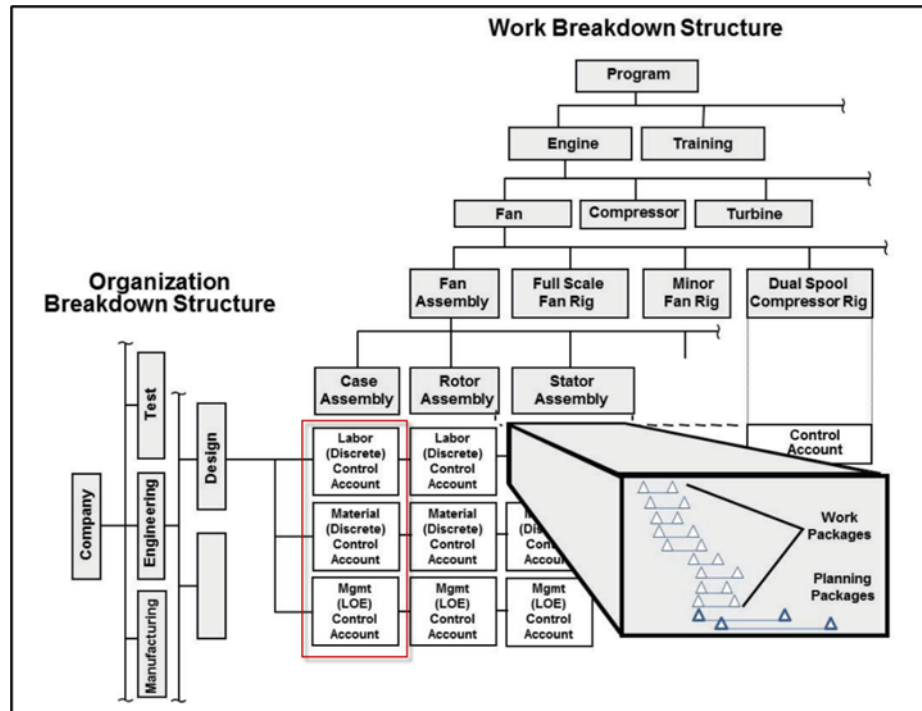 Work Breakdown Structure
Program
Engine
Training
Fan
Compressor
Turbine
Organization
Breakdown Structure
Fan
Assembly
Full Scale
Fan Rig
Minor
Fan Rig
Dual Spool
Compressor Rig
Case
Assembly
Rotor
Assembly
Stator
Assembly
Company
Test
Engineering
Manufacturing
Design
Labor
(Discrete)
Control
Account
Labor
(Discrete)
Control
Account
Control
Account
Material
(Discrete)
Control
Account
Material
(Discrete)
Control
Account
Mgmt
(LOE)
Control
Account
Mgmt
(LOE)
Control
Account
Mgmt
(LOE)
Control
Account
Work
Packages
Planning
Packages